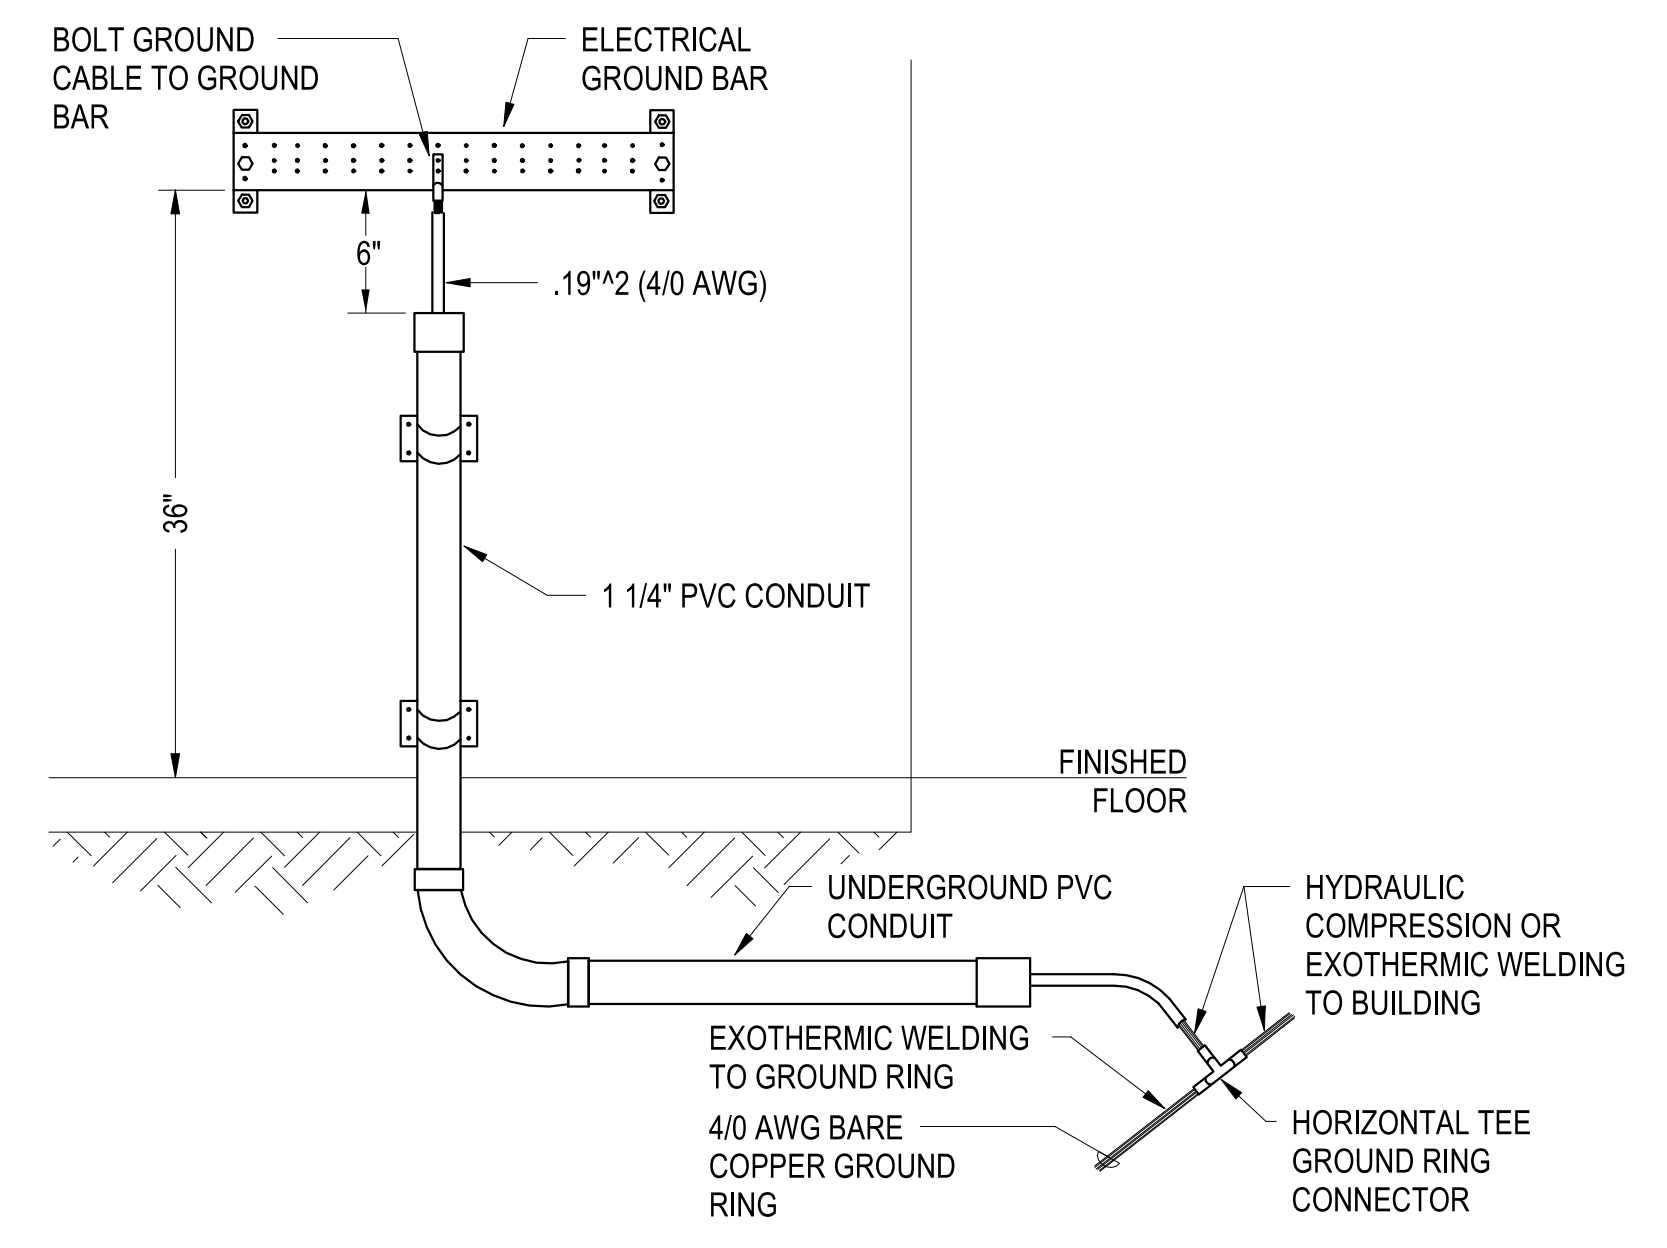 BOLT GROUND
CABLE TO GROUND
BAR
ELECTRICAL
GROUND BAR
6"
.19"^2 (4/0 AWG)
36"
1 1/4" PVC CONDUIT
FINISHED
FLOOR
UNDERGROUND PVC
CONDUIT
HYDRAULIC
COMPRESSION OR
EXOTHERMIC WELDING
TO BUILDING
EXOTHERMIC WELDING
TO GROUND RING
4/0 AWG BARE
COPPER GROUND
RING
HORIZONTAL TEE
GROUND RING
CONNECTOR